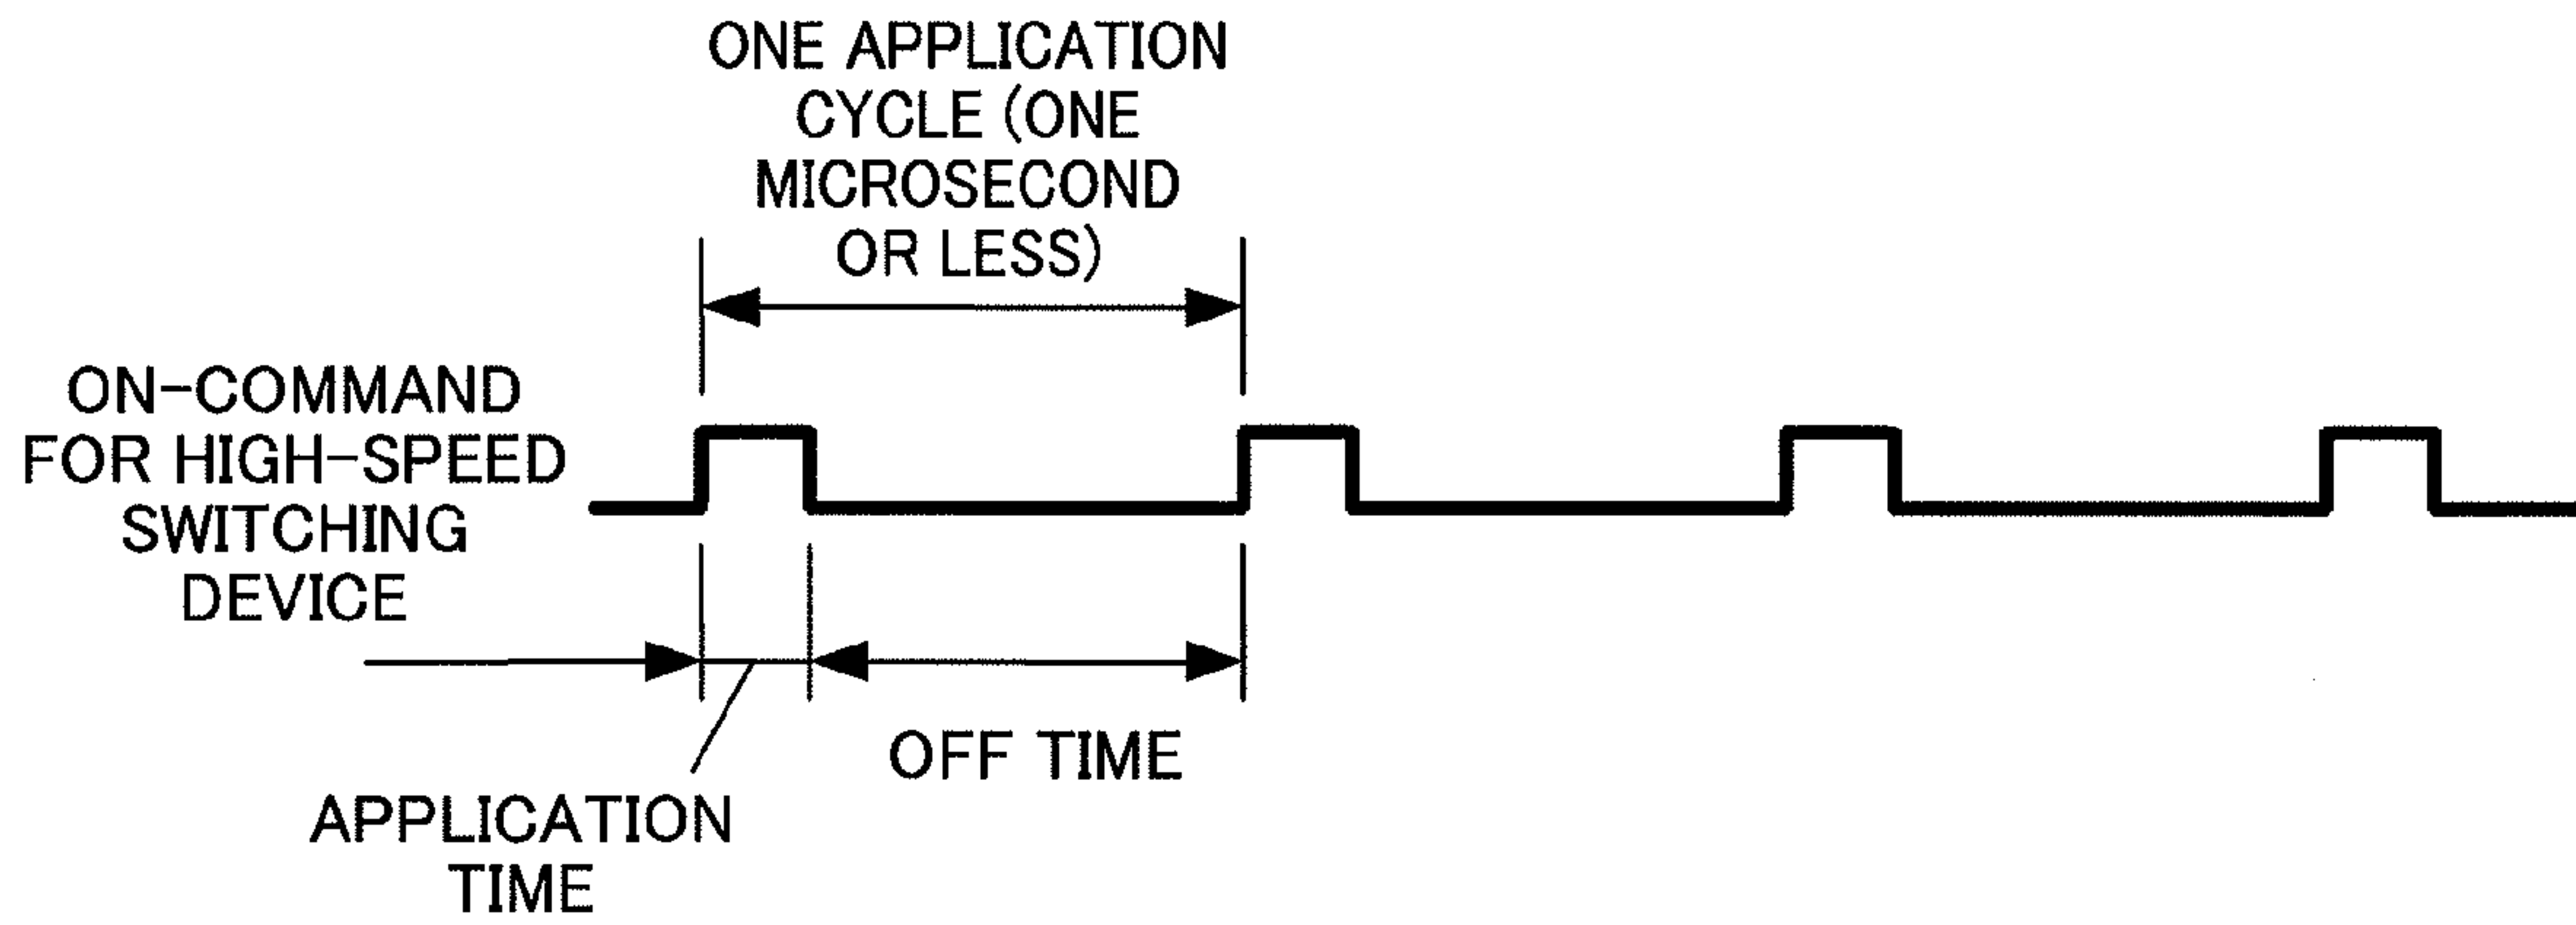 ONE APPLICATION
CYCLE (ONE
MICROSECOND
OR LESS)
ON-COMMAND
FOR HIGH-SPEED
SWITCHING
DEVICE
OFF TIME
APPLICATION
TIME